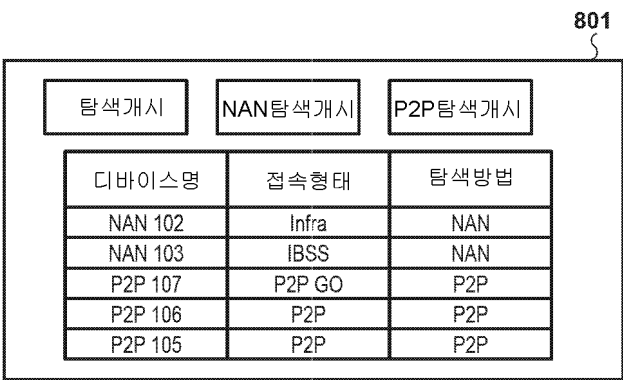 801
탐색개시 NAN탐색개시 P2P탐색개시
디바이스명 접속형태 탐색방법
NAN 102 Infra NAN
NAN 103 IBSS NAN
P2P 107 P2P GO P2P
P2P 106 P2P P2P
P2P 105 P2P P2P